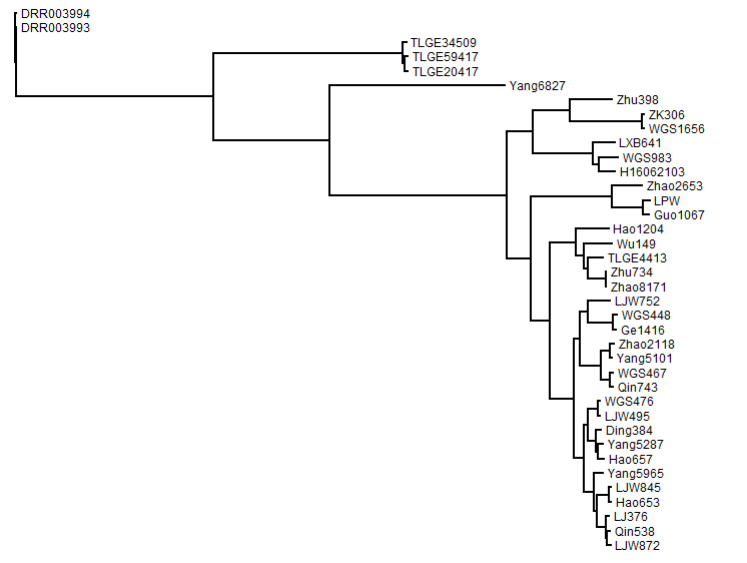 DRR003994
DRR003993
TLGE34509
TLGE59417
TLGE20417
Yang6827
Zhu398
ZK306
WGS1656
LXB641
WGS983
H16062103
Zhao2653
LPW
Guo1067
Hao1204
Wu149
TLGE4413
Zhu734
Zhao8171
LJW752
WGS448
Ge1416
Zhao2118
Yang5101
WGS467
Qin743
WGS476
LJW495
Ding384
Yang5287
Hao657
Yang5965
LJW845
Hao653
LJ376
Qin538
LJW872